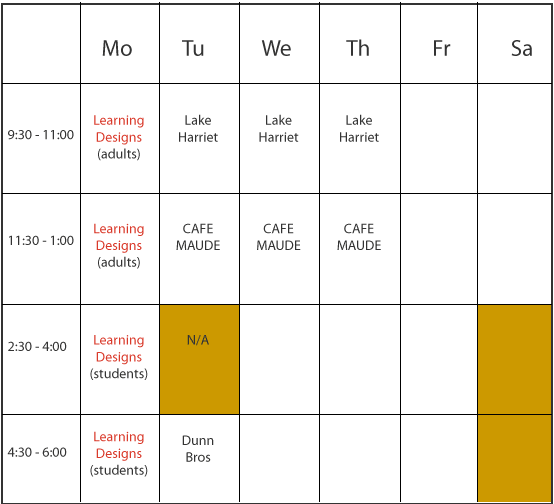 Mo Tu We Th Fr Sa
9:30 - 11:00
Learning
Designs
(adults)
Lake
Harriet
Lake
Harriet
Lake
Harriet
11:30 - 1:00
Learning
Designs
(adults)
CAFE
MAUDE
CAFE
MAUDE
CAFE
MAUDE
2:30 - 4:00
Learning
Designs
(students)
N/A
4:30 - 6:00
Learning
Designs
(students)
Dunn
Bros